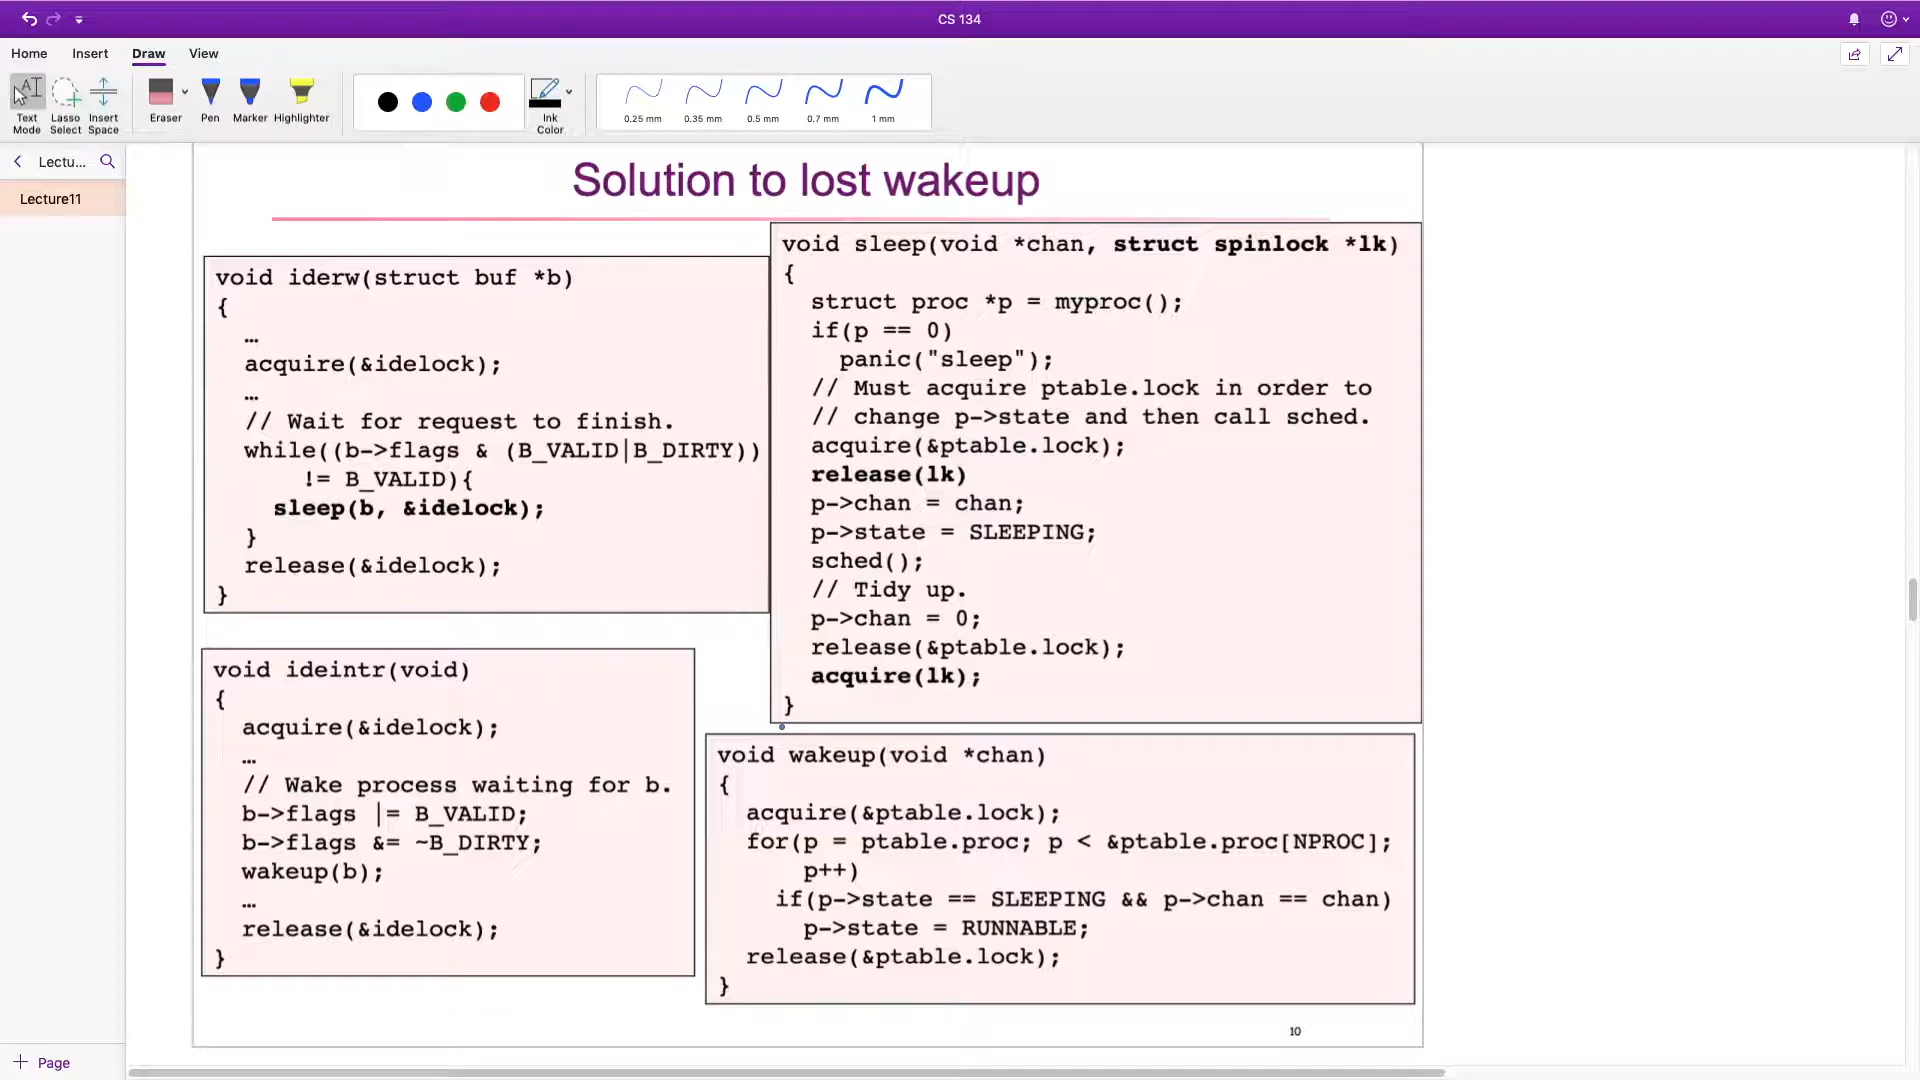 CS 134
Home Insert Draw View
Text Mode
Lasso Select
Insert Space
Eraser
Pen
Marker
Highlighter
Ink Color
0.25 mm
0.35 mm
0.5 mm
0.7 mm
1 mm
Lectu...
Lecture11
Solution to lost wakeup
void iderw(struct buf *b)
{
…
acquire(&idelock);
…
// Wait for request to finish.
while((b->flags & (B_VALID|B_DIRTY))
!= B_VALID){
sleep(b, &idelock);
}
release(&idelock);
}
void sleep(void *chan, struct spinlock *lk)
{
struct proc *p = myproc();
if(p == 0)
panic("sleep");
// Must acquire ptable.lock in order to
// change p->state and then call sched.
acquire(&ptable.lock);
release(lk)
p->chan = chan;
p->state = SLEEPING;
sched();
// Tidy up.
p->chan = 0;
release(&ptable.lock);
acquire(lk);
}
void ideintr(void)
{
acquire(&idelock);
…
// Wake process waiting for b.
b->flags |= B_VALID;
b->flags &= ~B_DIRTY;
wakeup(b);
…
release(&idelock);
}
void wakeup(void *chan)
{
acquire(&ptable.lock);
for(p = ptable.proc; p < &ptable.proc[NPROC];
p++)
if(p->state == SLEEPING && p->chan == chan)
p->state = RUNNABLE;
release(&ptable.lock);
}
10
+ Page